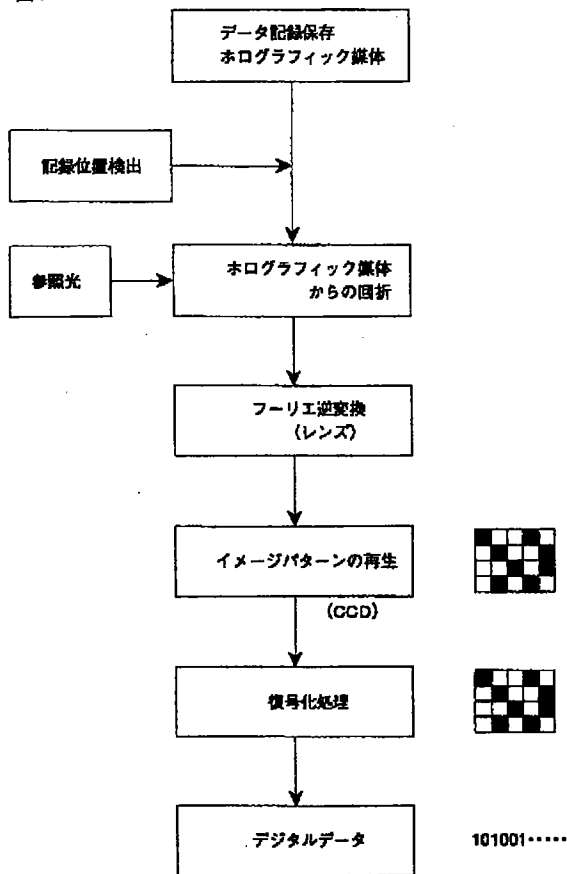 データ記録保存
ホログラフィック媒体
記録位置検出
参照光
ホログラフィック媒体
からの回折
フーリエ逆変換
(レンズ)
イメージパターンの再生
(CCD)
復号化処理
デジタルデータ
101001・・・・・